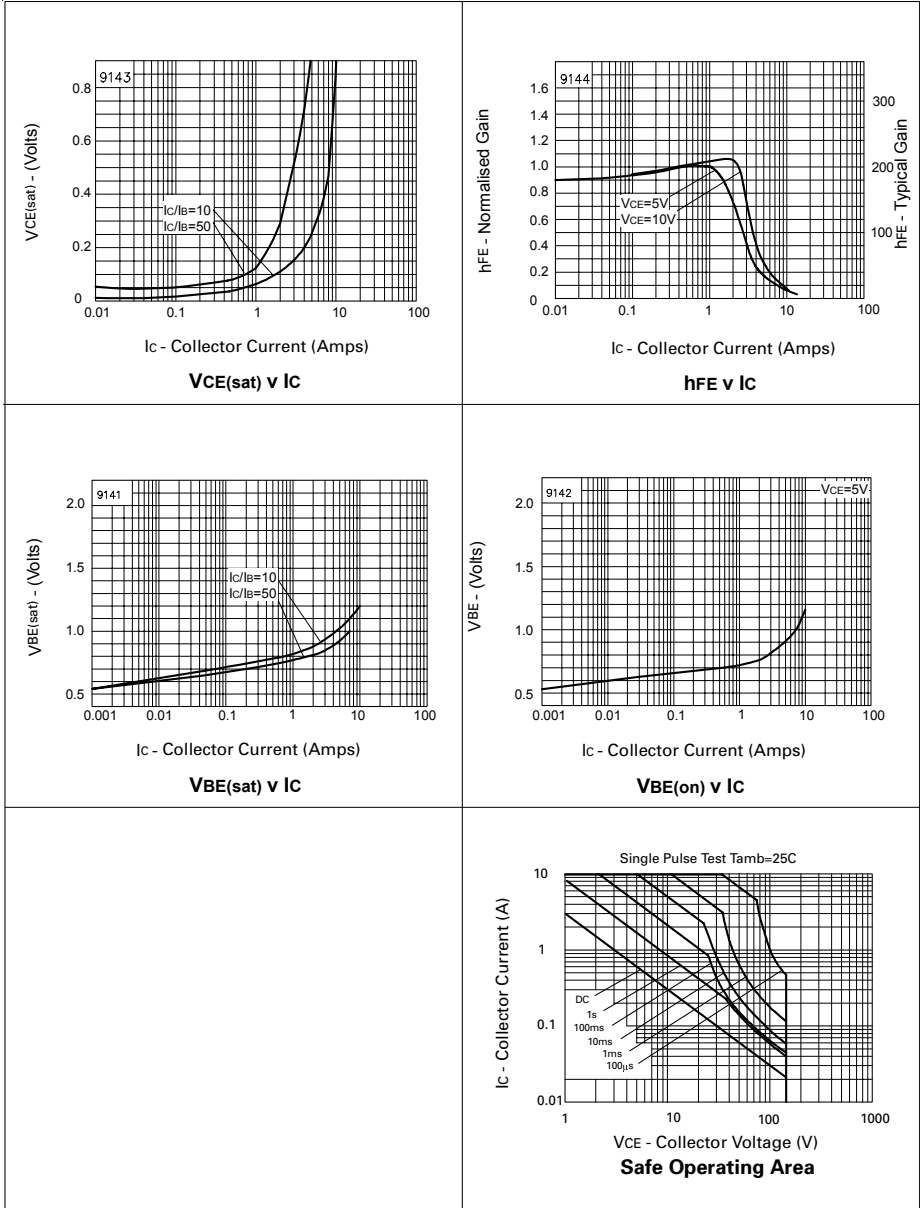 9143
VCE(sat) - (Volts)
0.8
0.6
0.4
0.2
0
IC/IB=10
IC/IB=50
0.01 0.1 1 10 100
IC - Collector Current (Amps)
VCE(sat) v IC
9144
hFE - Normalised Gain
1.6
1.4
1.2
1.0
0.8
0.6
0.4
0.2
0
300
200
100
hFE - Typical Gain
VCE=5V
VCE=10V
0.01 0.1 1 10 100
IC - Collector Current (Amps)
hFE v IC
9141
VBE(sat) - (Volts)
2.0
1.5
1.0
0.5
IC/IB=10
IC/IB=50
0.001 0.01 0.1 1 10 100
IC - Collector Current (Amps)
VBE(sat) v IC
9142
VCE=5V
VBE - (Volts)
2.0
1.5
1.0
0.5
0.001 0.01 0.1 1 10 100
IC - Collector Current (Amps)
VBE(on) v IC
Single Pulse Test Tamb=25C
IC - Collector Current (A)
10
1
0.1
0.01
DC
1s
100ms
10ms
1ms
100µs
1 10 100 1000
VCE - Collector Voltage (V)
Safe Operating Area